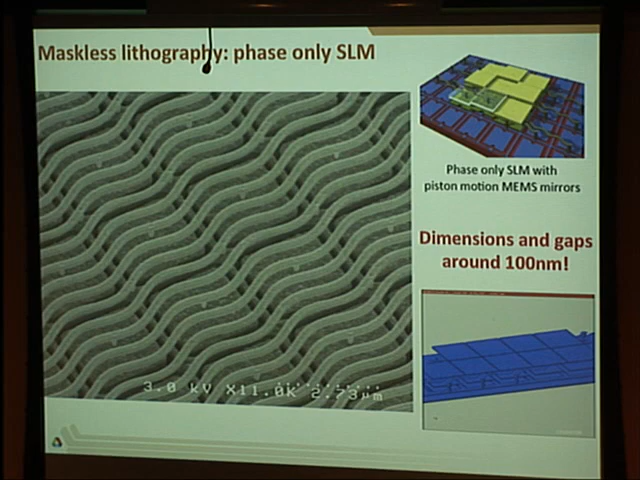 Maskless lithography: phase only SLM
Phase only SLM with
piston motion MEMS mirrors
Dimensions and gaps
around 100nm!
3.0 kV X11.0K 2.73µm